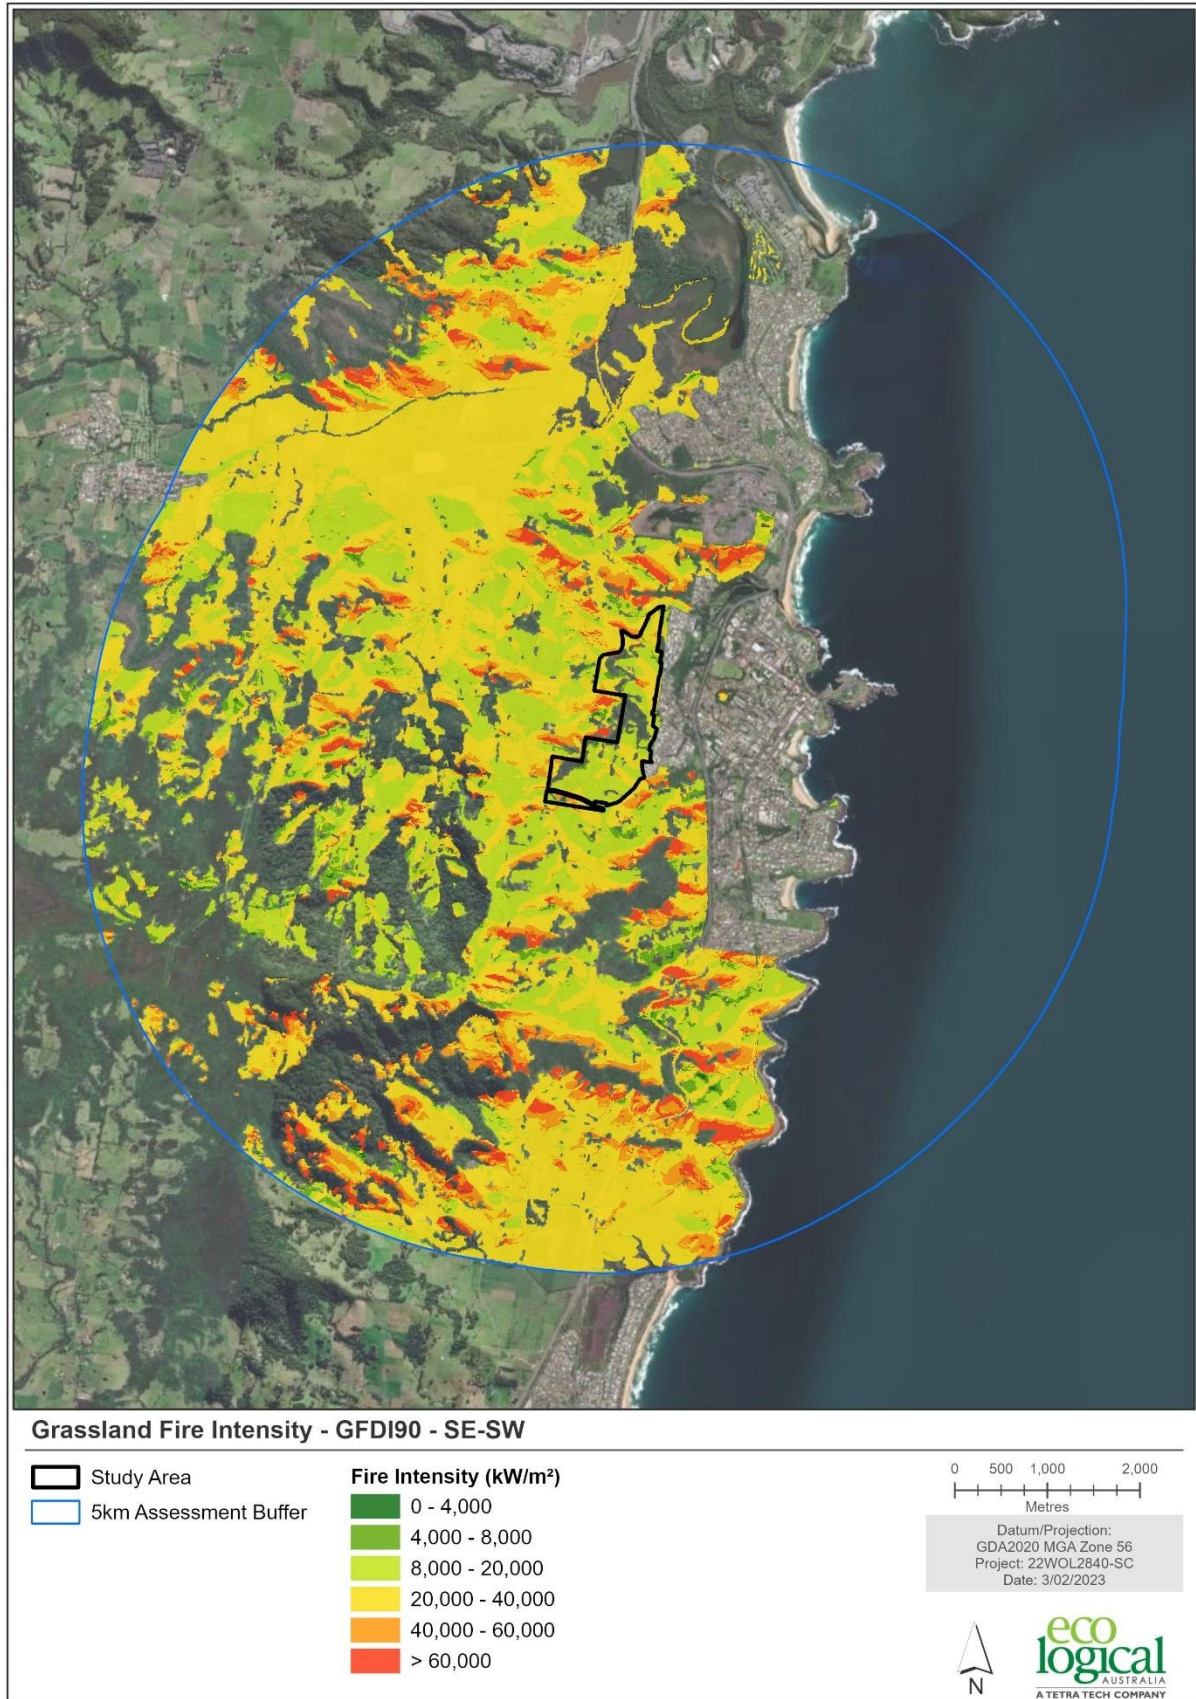 Grassland Fire Intensity - GFDI90 - SE-SW
Study Area
5km Assessment Buffer
Fire Intensity (kW/m²)
0 - 4,000
4,000 - 8,000
8,000 - 20,000
20,000 - 40,000
40,000 - 60,000
> 60,000
0 500 1,000 2,000
Metres
Datum/Projection:
GDA2020 MGA Zone 56
Project: 22WOL2840-SC
Date: 3/02/2023
N
eco
logical
AUSTRALIA
A TETRA TECH COMPANY